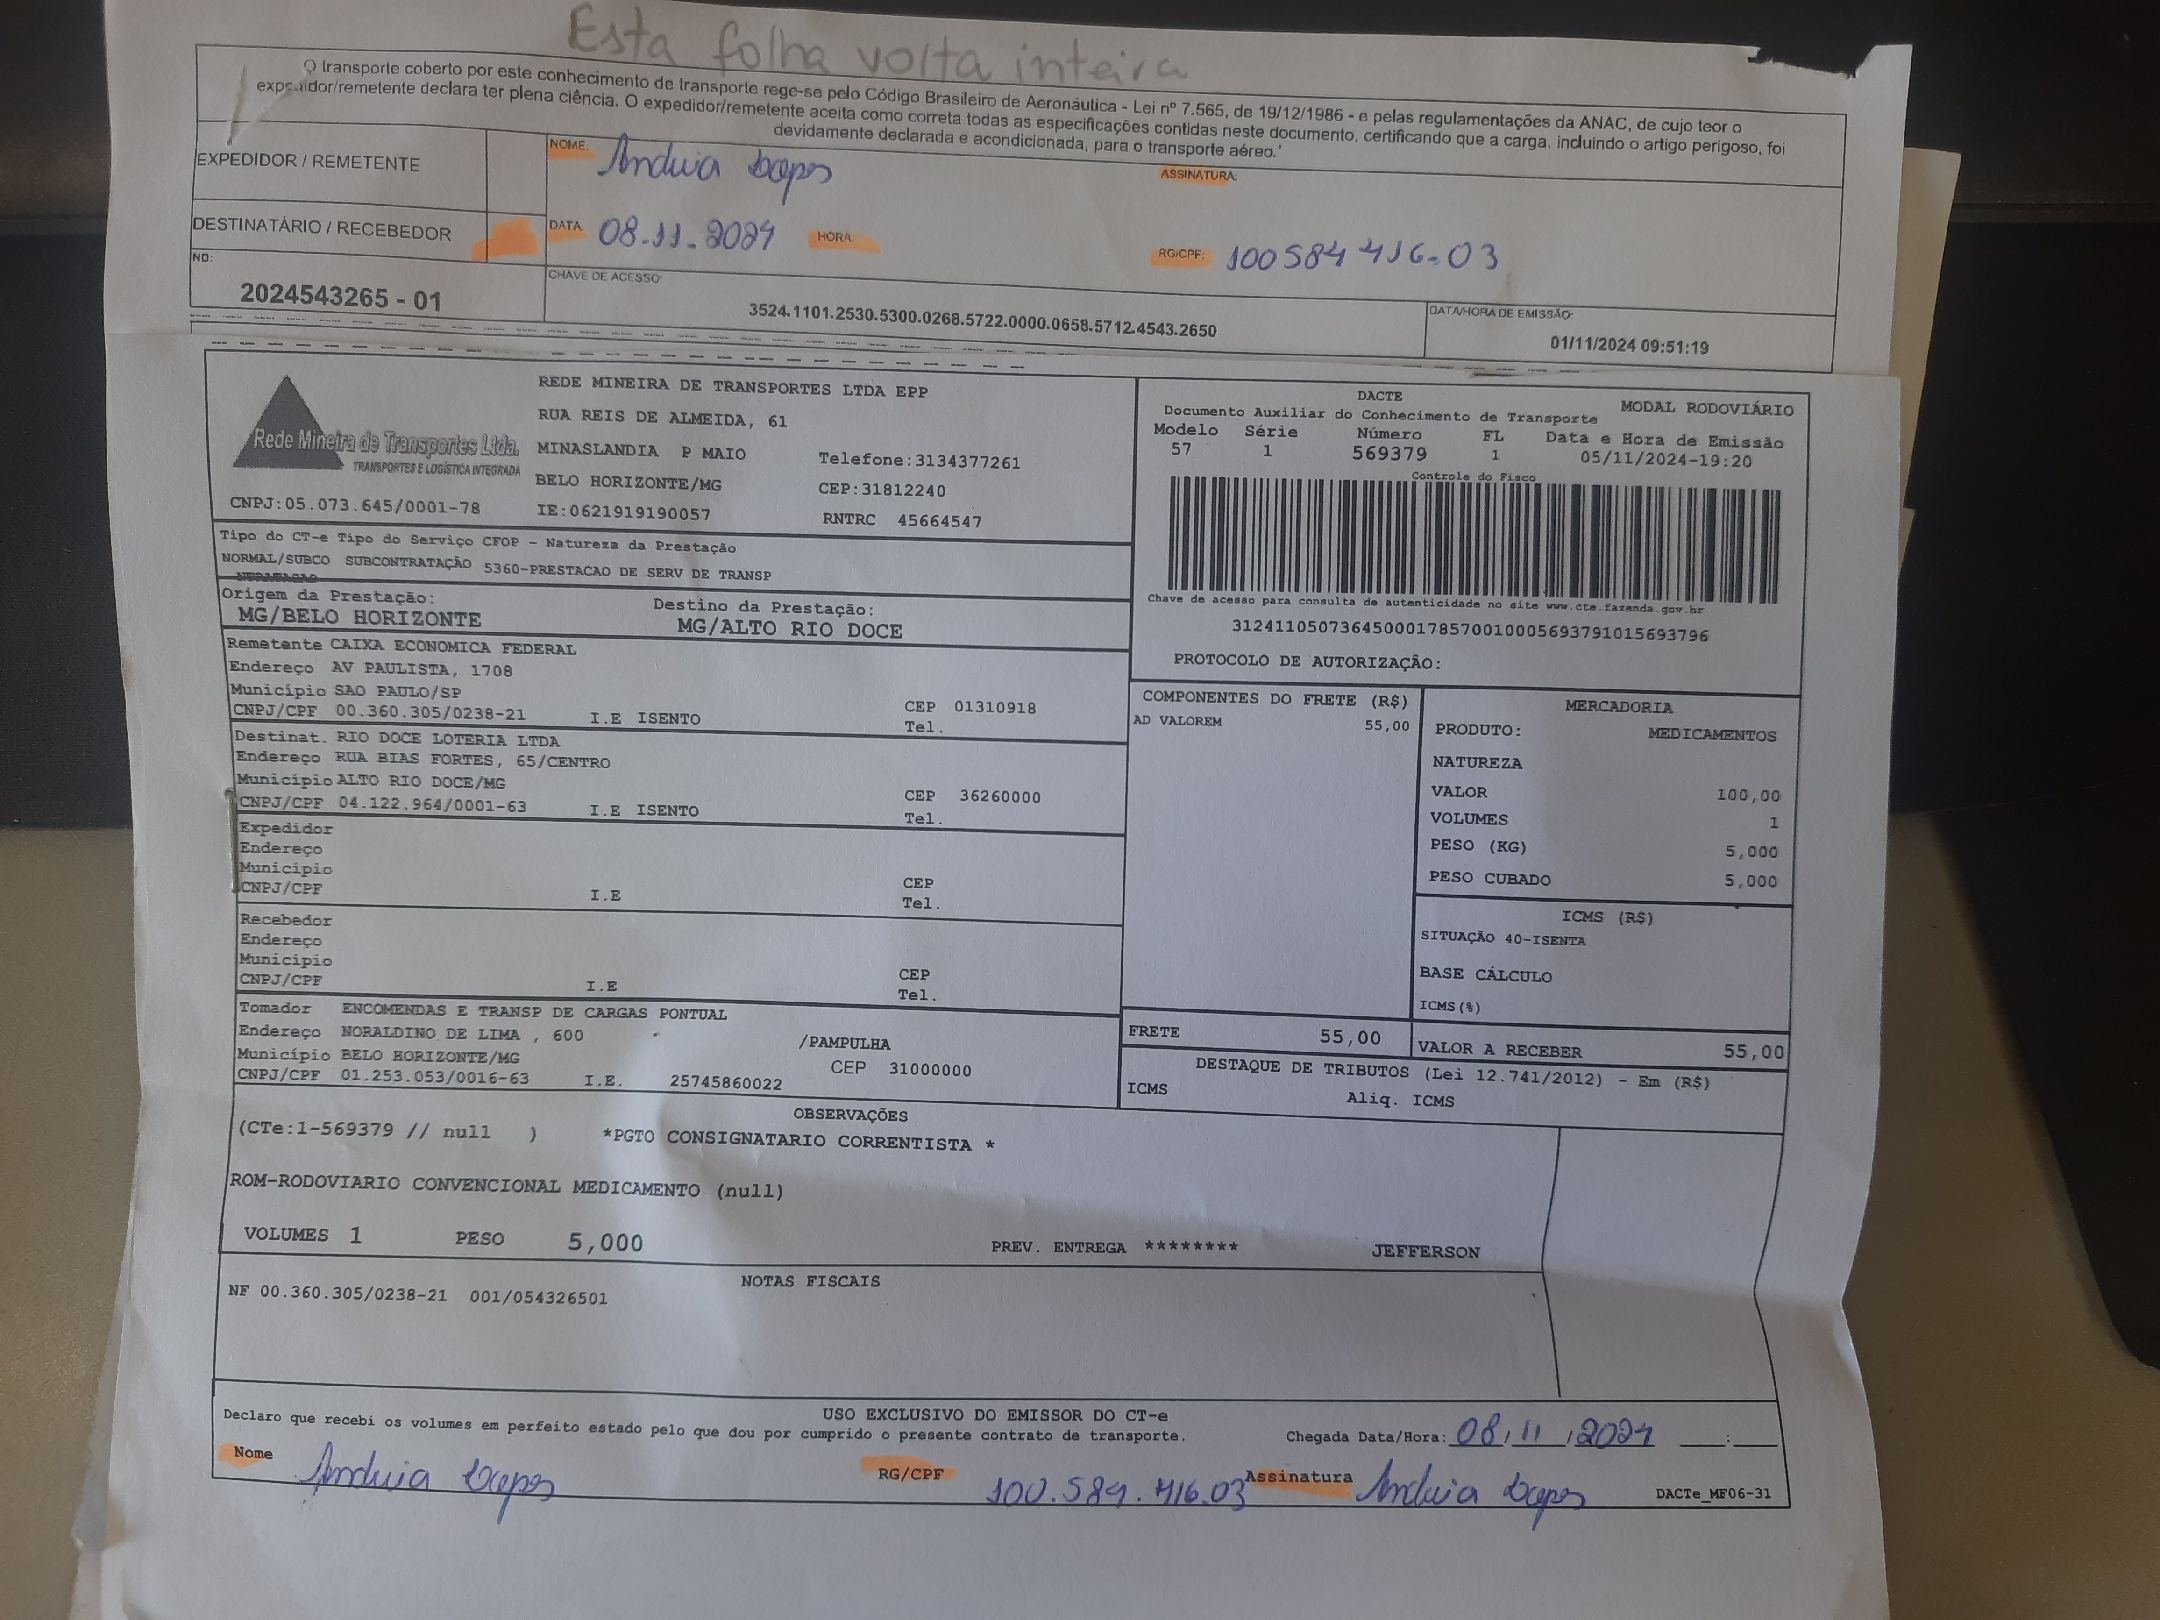 Esta folha volta inteira
O transporte coberto por este conhecimento de transporte rege-se pelo Código Brasileiro de Aeronáutica - Lei nº 7.565, de 19/12/1986 - e pelas regulamentações da ANAC, de cujo teor o
expedidor/remetente declara ter plena ciência. O expedidor/remetente aceita como correta todas as especificações contidas neste documento, certificando que a carga, incluindo o artigo perigoso, foi
devidamente declarada e acondicionada, para o transporte aéreo.'
EXPEDIDOR / REMETENTE
NOME:
ASSINATURA:
DESTINATÁRIO / RECEBEDOR
DATA 08.11.2024 HORA:
RG/CPF: 100584416-03
NO:
2024543265 - 01
CHAVE DE ACESSO:
3524.1101.2530.5300.0268.5722.0000.0658.5712.4543.2650
DATA/HORA DE EMISSÃO:
01/11/2024 09:51:19
Rede Mineira de Transportes Ltda.
TRANSPORTES E LOGÍSTICA INTEGRADA
CNPJ:05.073.645/0001-78
REDE MINEIRA DE TRANSPORTES LTDA EPP
RUA REIS DE ALMEIDA, 61
MINASLANDIA P MAIO Telefone:3134377261
BELO HORIZONTE/MG CEP:31812240
IE:0621919190057 RNTRC 45664547
DACTE MODAL RODOVIÁRIO
Documento Auxiliar do Conhecimento de Transporte
Modelo Série Número FL Data e Hora de Emissão
57 1 569379 1 05/11/2024-19:20
Controle do Fisco
Chave de acesso para consulta de autenticidade no site www.cte.fazenda.gov.br
31241105073645000178570010005693791015693796
PROTOCOLO DE AUTORIZAÇÃO:
Tipo do CT-e Tipo do Serviço CFOP - Natureza da Prestação
NORMAL/SUBCO SUBCONTRATAÇÃO 5360-PRESTACAO DE SERV DE TRANSP
Origem da Prestação: Destino da Prestação:
MG/BELO HORIZONTE MG/ALTO RIO DOCE
Remetente CAIXA ECONOMICA FEDERAL
Endereço AV PAULISTA, 1708
Município SAO PAULO/SP CEP 01310918
CNPJ/CPF 00.360.305/0238-21 I.E ISENTO Tel.
Destinat. RIO DOCE LOTERIA LTDA
Endereço RUA BIAS FORTES, 65/CENTRO
Município ALTO RIO DOCE/MG CEP 36260000
CNPJ/CPF 04.122.964/0001-63 I.E ISENTO Tel.
Expedidor
Endereço
Município CEP
CNPJ/CPF I.E Tel.
Recebedor
Endereço
Município CEP
CNPJ/CPF I.E Tel.
Tomador ENCOMENDAS E TRANSP DE CARGAS PONTUAL
Endereço NORALDINO DE LIMA , 600 /PAMPULHA
Município BELO HORIZONTE/MG CEP 31000000
CNPJ/CPF 01.253.053/0016-63 I.E. 25745860022
COMPONENTES DO FRETE (R$)
AD VALOREM 55,00
MERCADORIA
PRODUTO: MEDICAMENTOS
NATUREZA
VALOR 100,00
VOLUMES 1
PESO (KG) 5,000
PESO CUBADO 5,000
ICMS (R$)
SITUAÇÃO 40-ISENTA
BASE CÁLCULO
ICMS(%)
FRETE 55,00 VALOR A RECEBER 55,00
DESTAQUE DE TRIBUTOS (Lei 12.741/2012) - Em (R$)
ICMS Aliq. ICMS
OBSERVAÇÕES
(CTe:1-569379 // null ) *PGTO CONSIGNATARIO CORRENTISTA *
ROM-RODOVIARIO CONVENCIONAL MEDICAMENTO (null)
VOLUMES 1 PESO 5,000 PREV. ENTREGA ******** JEFFERSON
NOTAS FISCAIS
NF 00.360.305/0238-21 001/054326501
USO EXCLUSIVO DO EMISSOR DO CT-e
Declaro que recebi os volumes em perfeito estado pelo que dou por cumprido o presente contrato de transporte. Chegada Data/Hora: 08/11/2024 __:__
Nome RG/CPF 100.584.416.03 Assinatura
DACTe_MF06-31